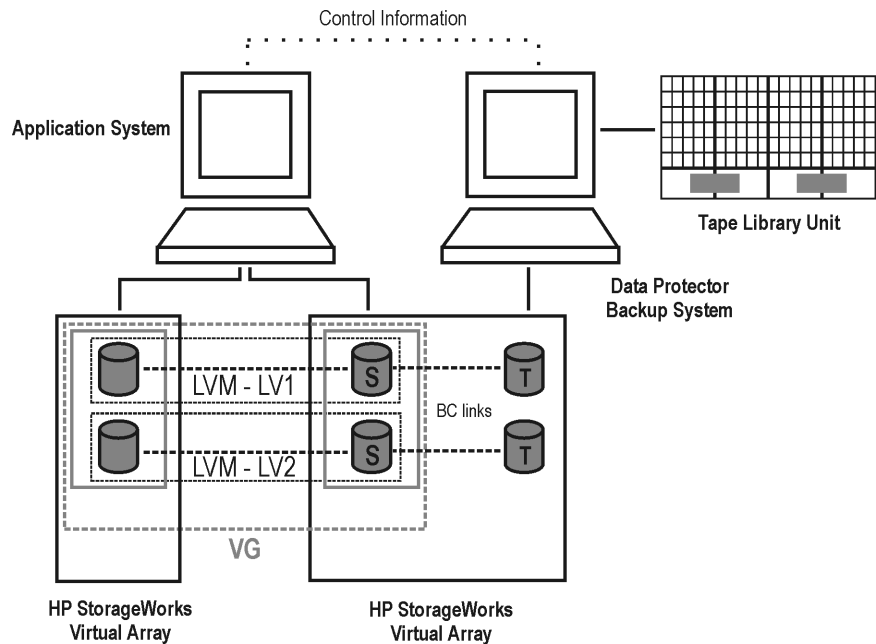 Control Information
Application System
Tape Library Unit
Data Protector
Backup System
S
T
LVM - LV1
BC links
S
T
LVM - LV2
VG
HP StorageWorks
Virtual Array
HP StorageWorks
Virtual Array